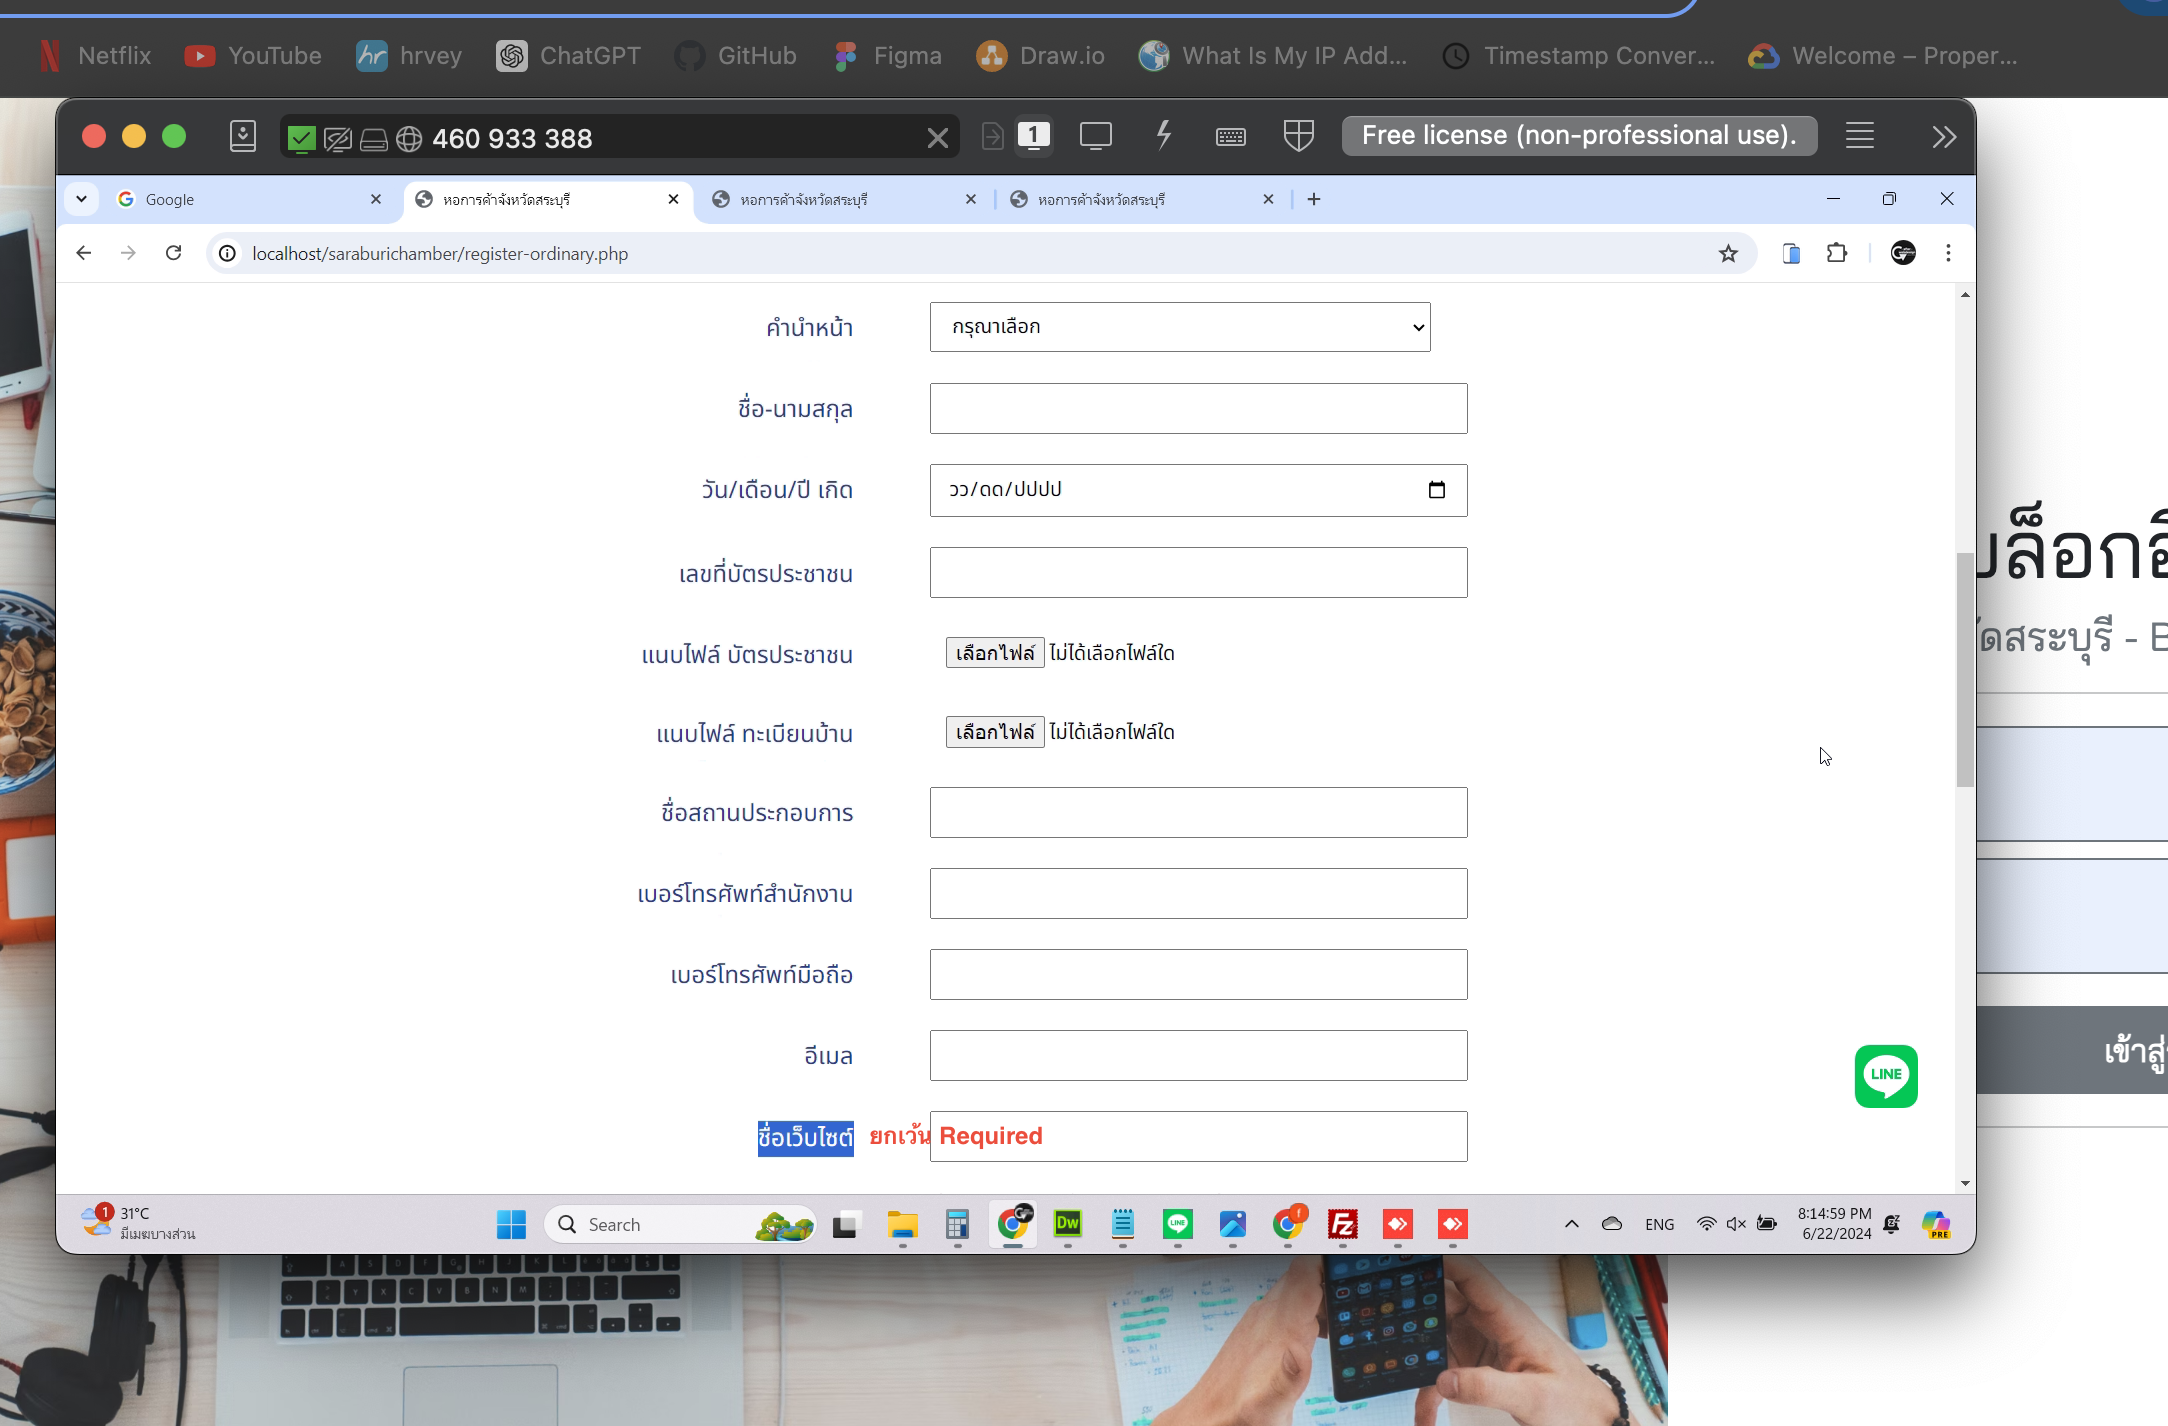 Netflix YouTube hrvey ChatGPT GitHub Figma Draw.io What Is My IP Add... Timestamp Conver... Welcome – Proper...
460 933 388 1 Free license (non-professional use).
Google หอการค้าจังหวัดสระบุรี หอการค้าจังหวัดสระบุรี หอการค้าจังหวัดสระบุรี
localhost/saraburichamber/register-ordinary.php
คำนำหน้า กรุณาเลือก
ชื่อ-นามสกุล
วัน/เดือน/ปี เกิด วว/ดด/ปปปป
เลขที่บัตรประชาชน
แนบไฟล์ บัตรประชาชน เลือกไฟล์ ไม่ได้เลือกไฟล์ใด
ดสระบุรี -
แนบไฟล์ ทะเบียนบ้าน เลือกไฟล์ ไม่ได้เลือกไฟล์ใด
ชื่อสถานประกอบการ
เบอร์โทรศัพท์สำนักงาน
เบอร์โทรศัพท์มือถือ
อีเมล
เข้าสู่
LINE
ชื่อเว็บไซต์ ยกเว้น Required
1 31°C
มีเมฆบางส่วน
Search
Dw
LINE
ENG
8:14:59 PM
6/22/2024
PRE